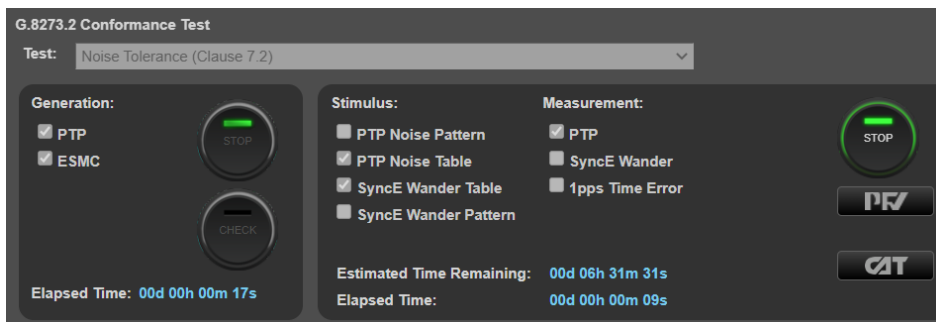 G.8273.2 Conformance Test
Test: Noise Tolerance (Clause 7.2)
Generation:
PTP
ESMC
STOP
CHECK
Elapsed Time: 00d 00h 00m 17s
Stimulus:
PTP Noise Pattern
PTP Noise Table
SyncE Wander Table
SyncE Wander Pattern
Measurement:
PTP
SyncE Wander
1pps Time Error
Estimated Time Remaining: 00d 06h 31m 31s
Elapsed Time: 00d 00h 00m 09s
STOP
PFV
CAT